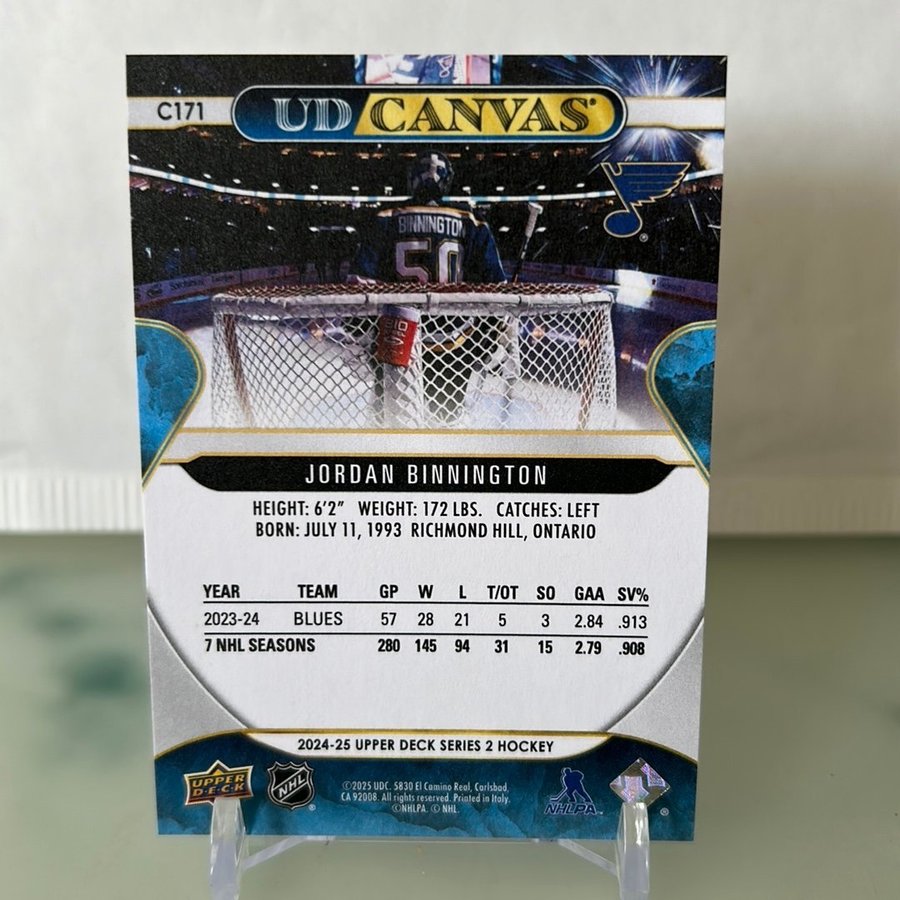 C171
UD CANVAS
BINNINGTON
50
®
JORDAN BINNINGTON
HEIGHT: 6'2" WEIGHT: 172 LBS. CATCHES: LEFT
BORN: JULY 11, 1993 RICHMOND HILL, ONTARIO
YEAR TEAM GP W L T/OT SO GAA SV%
2023-24 BLUES 57 28 21 5 3 2.84 .913
7 NHL SEASONS 280 145 94 31 15 2.79 .908
2024-25 UPPER DECK SERIES 2 HOCKEY
UPPER DECK
NHL ®
©2025 UDC. 5830 El Camino Real, Carlsbad,
CA 92008. All rights reserved. Printed in Italy.
©NHLPA. © NHL.
NHLPA
®